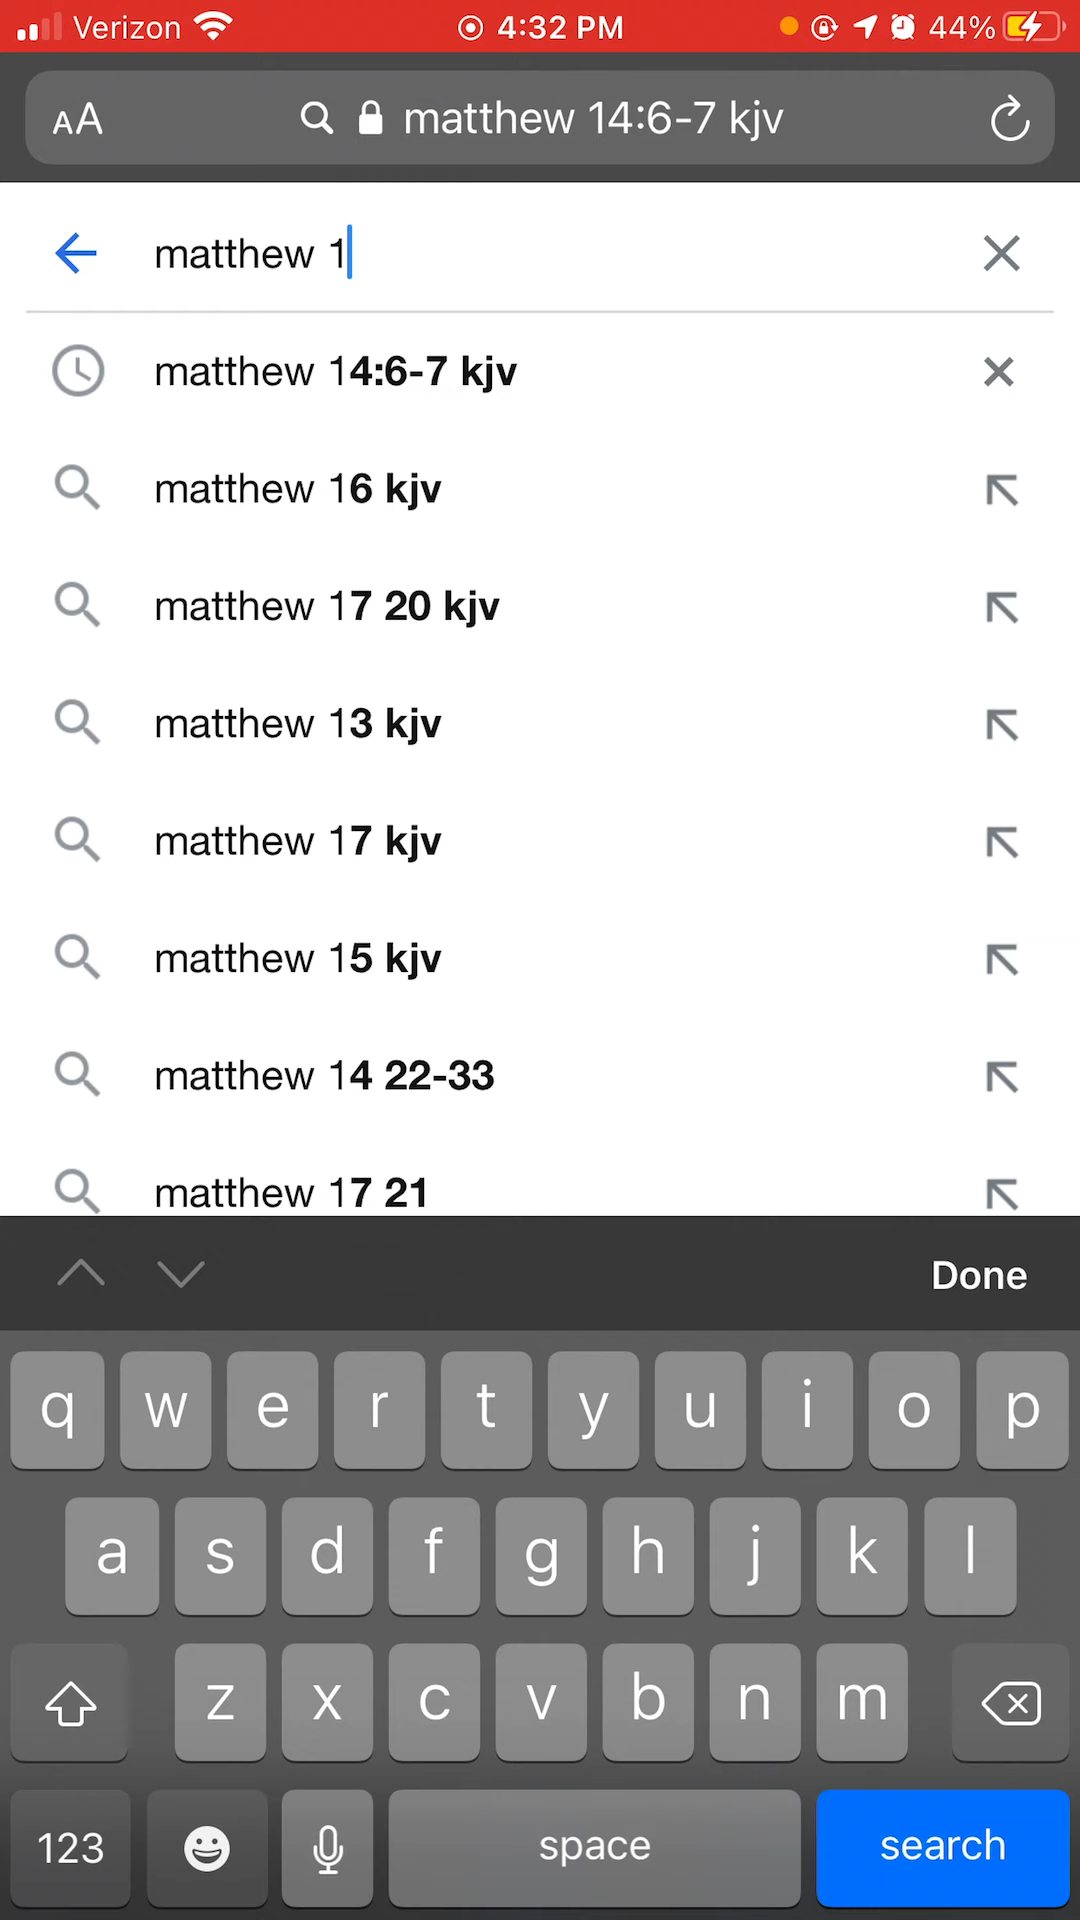 Verizon 4:32 PM 44%
AA matthew 14:6-7 kjv
matthew 1
matthew 14:6-7 kjv
matthew 16 kjv
matthew 17 20 kjv
matthew 13 kjv
matthew 17 kjv
matthew 15 kjv
matthew 14 22-33
matthew 17 21
Done
q w e r t y u i o p
a s d f g h j k l
z x c v b n m
123 space search